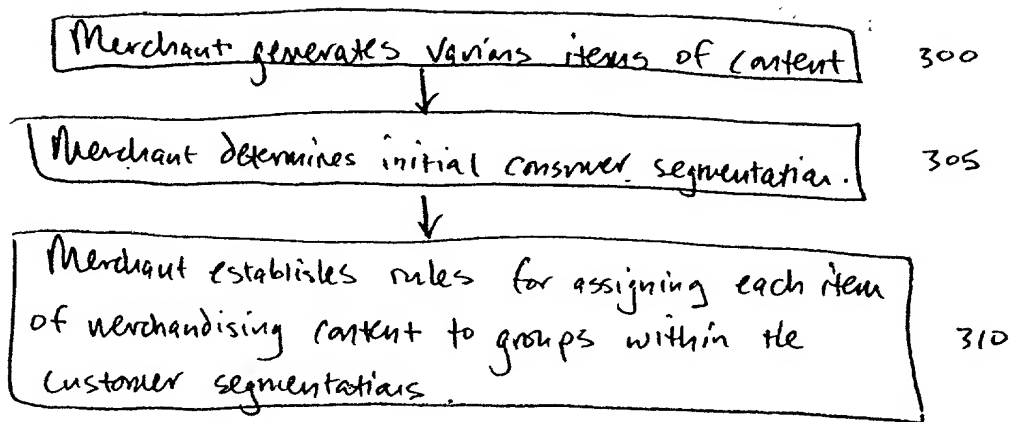 Merchant generates various items of content 300
Merchant determines initial consumer segmentation. 305
Merchant establishes rules for assigning each item
of merchandising content to groups within the 310
customer segmentations.